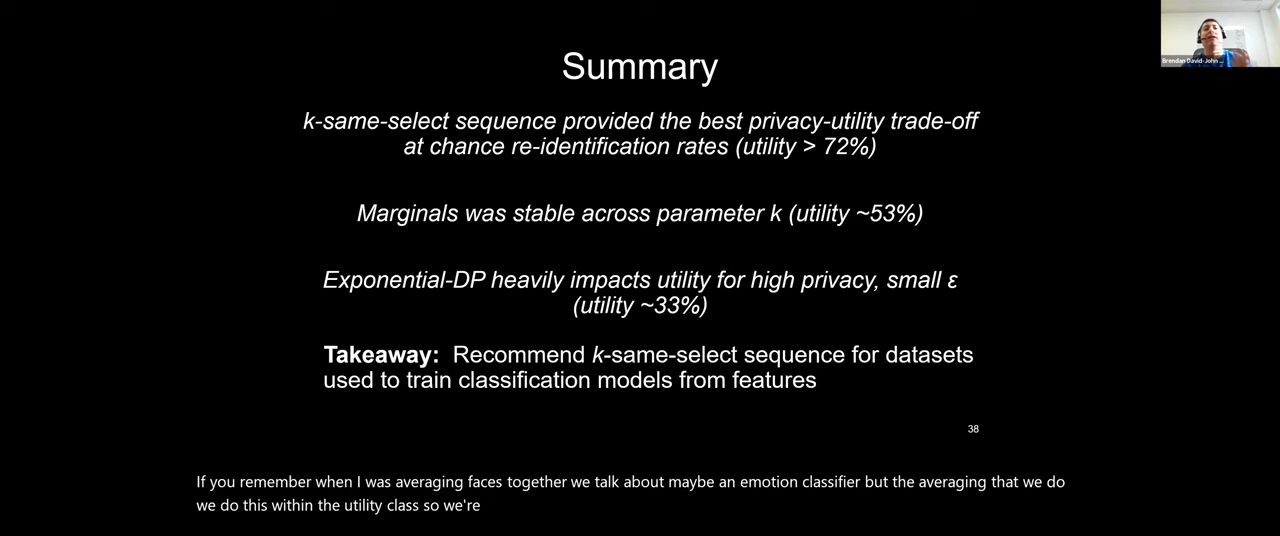 Brendan David-John ...
Summary
k-same-select sequence provided the best privacy-utility trade-off
at chance re-identification rates (utility > 72%)
Marginals was stable across parameter k (utility ~53%)
Exponential-DP heavily impacts utility for high privacy, small ε
(utility ~33%)
Takeaway: Recommend k-same-select sequence for datasets
used to train classification models from features
38
If you remember when I was averaging faces together we talk about maybe an emotion classifier but the averaging that we do
we do this within the utility class so we're